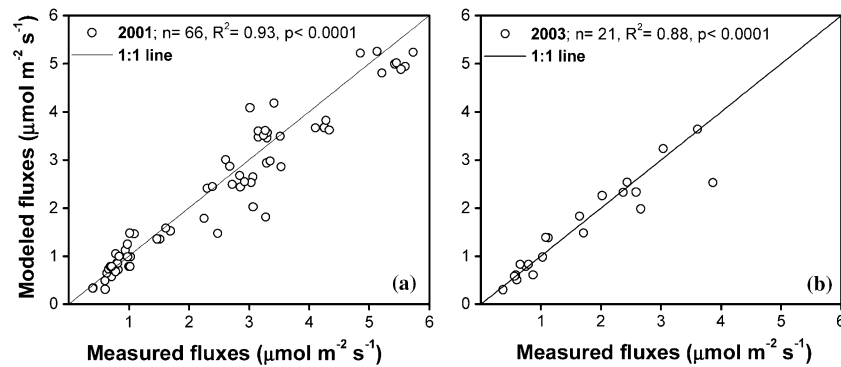 2001; n= 66, R²= 0.93, p< 0.0001
1:1 line
6
5
4
3
2
1
0
Modeled fluxes (μmol m⁻² s⁻¹)
(a)
1 2 3 4 5 6
Measured fluxes (μmol m⁻² s⁻¹)
2003; n= 21, R²= 0.88, p< 0.0001
1:1 line
6
5
4
3
2
1
0
(b)
1 2 3 4 5 6
Measured fluxes (μmol m⁻² s⁻¹)